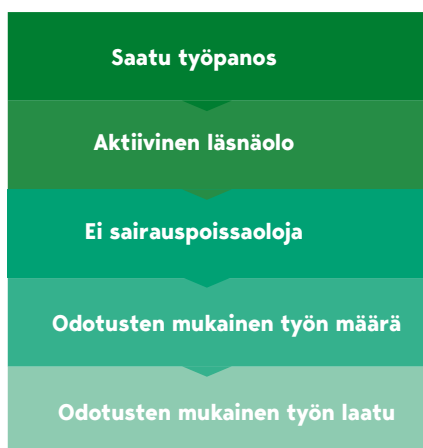 Saatu työpanos
Aktiivinen läsnäolo
Ei sairauspoissaoloja
Odotusten mukainen työn määrä
Odotusten mukainen työn laatu